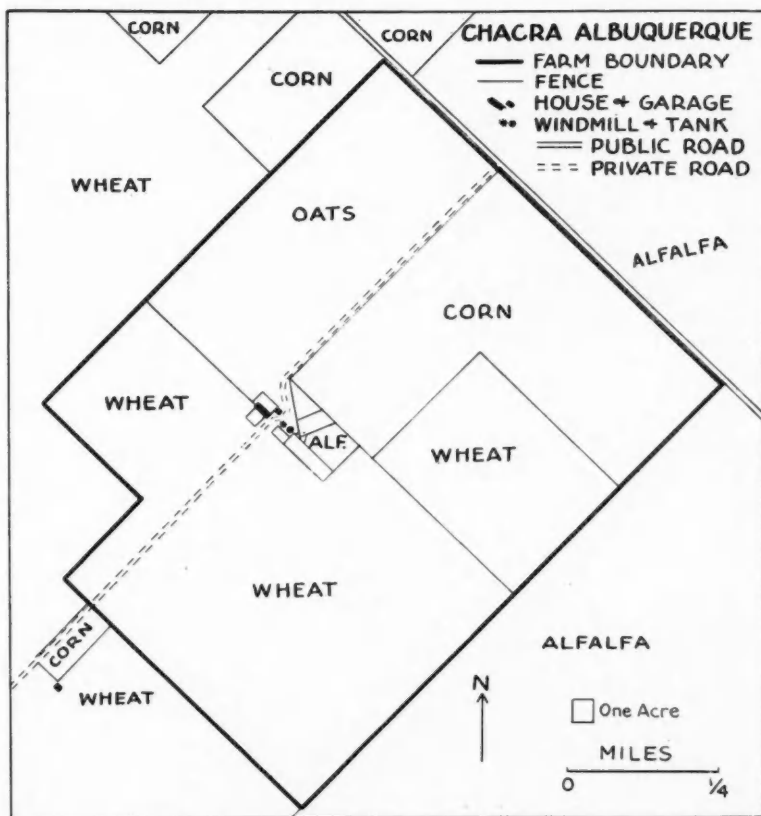 CORN
CORN
CORN
CHACRA ALBUQUERQUE
FARM BOUNDARY
FENCE
HOUSE + GARAGE
WINDMILL + TANK
PUBLIC ROAD
PRIVATE ROAD
WHEAT
OATS
ALFALFA
CORN
WHEAT
ALF.
WHEAT
WHEAT
CORN
WHEAT
ALFALFA
N
One Acre
MILES
0 1/4